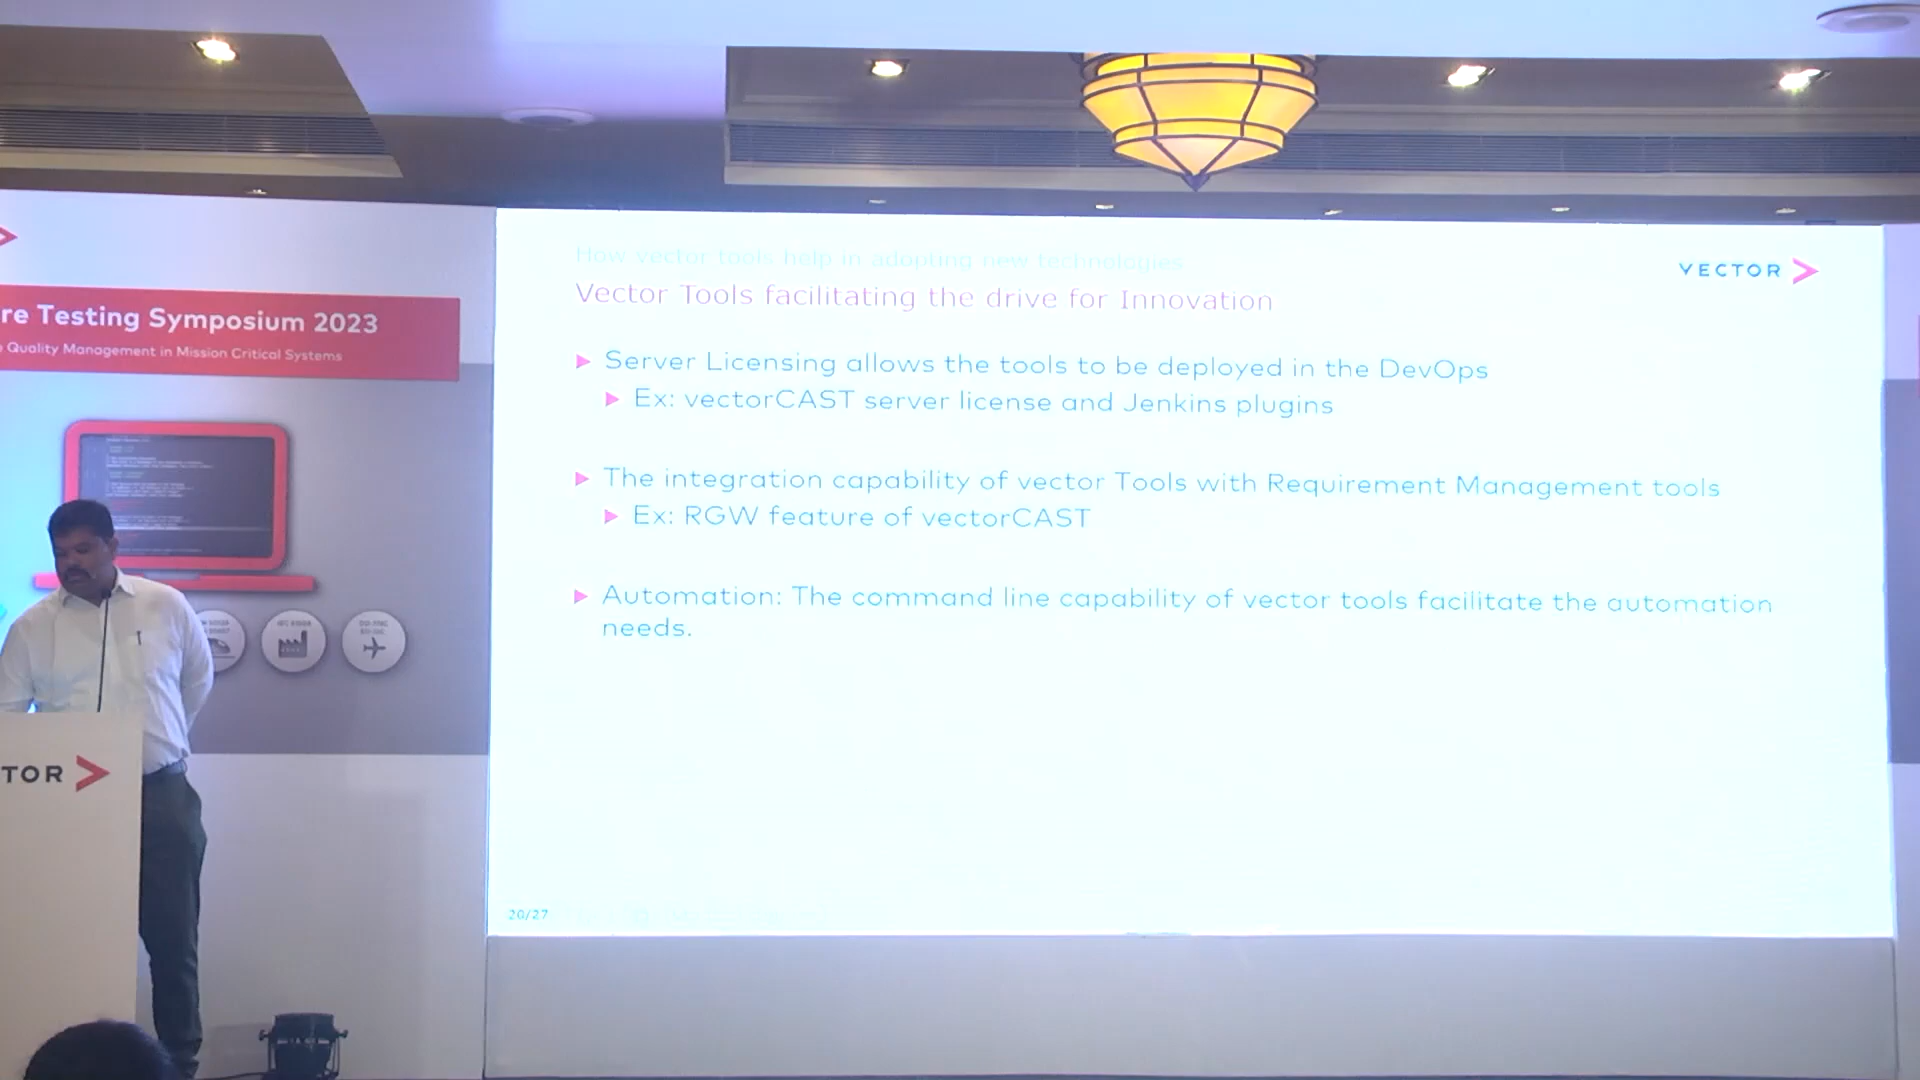 re Testing Symposium 2023
Quality Management in Mission Critical Systems
TOR
How vector tools help in adopting new technologies
VECTOR
Vector Tools facilitating the drive for Innovation
Server Licensing allows the tools to be deployed in the DevOps
Ex: vectorCAST server license and Jenkins plugins
The integration capability of vector Tools with Requirement Management tools
Ex: RGW feature of vectorCAST
Automation: The command line capability of vector tools facilitate the automation
needs.
20/27